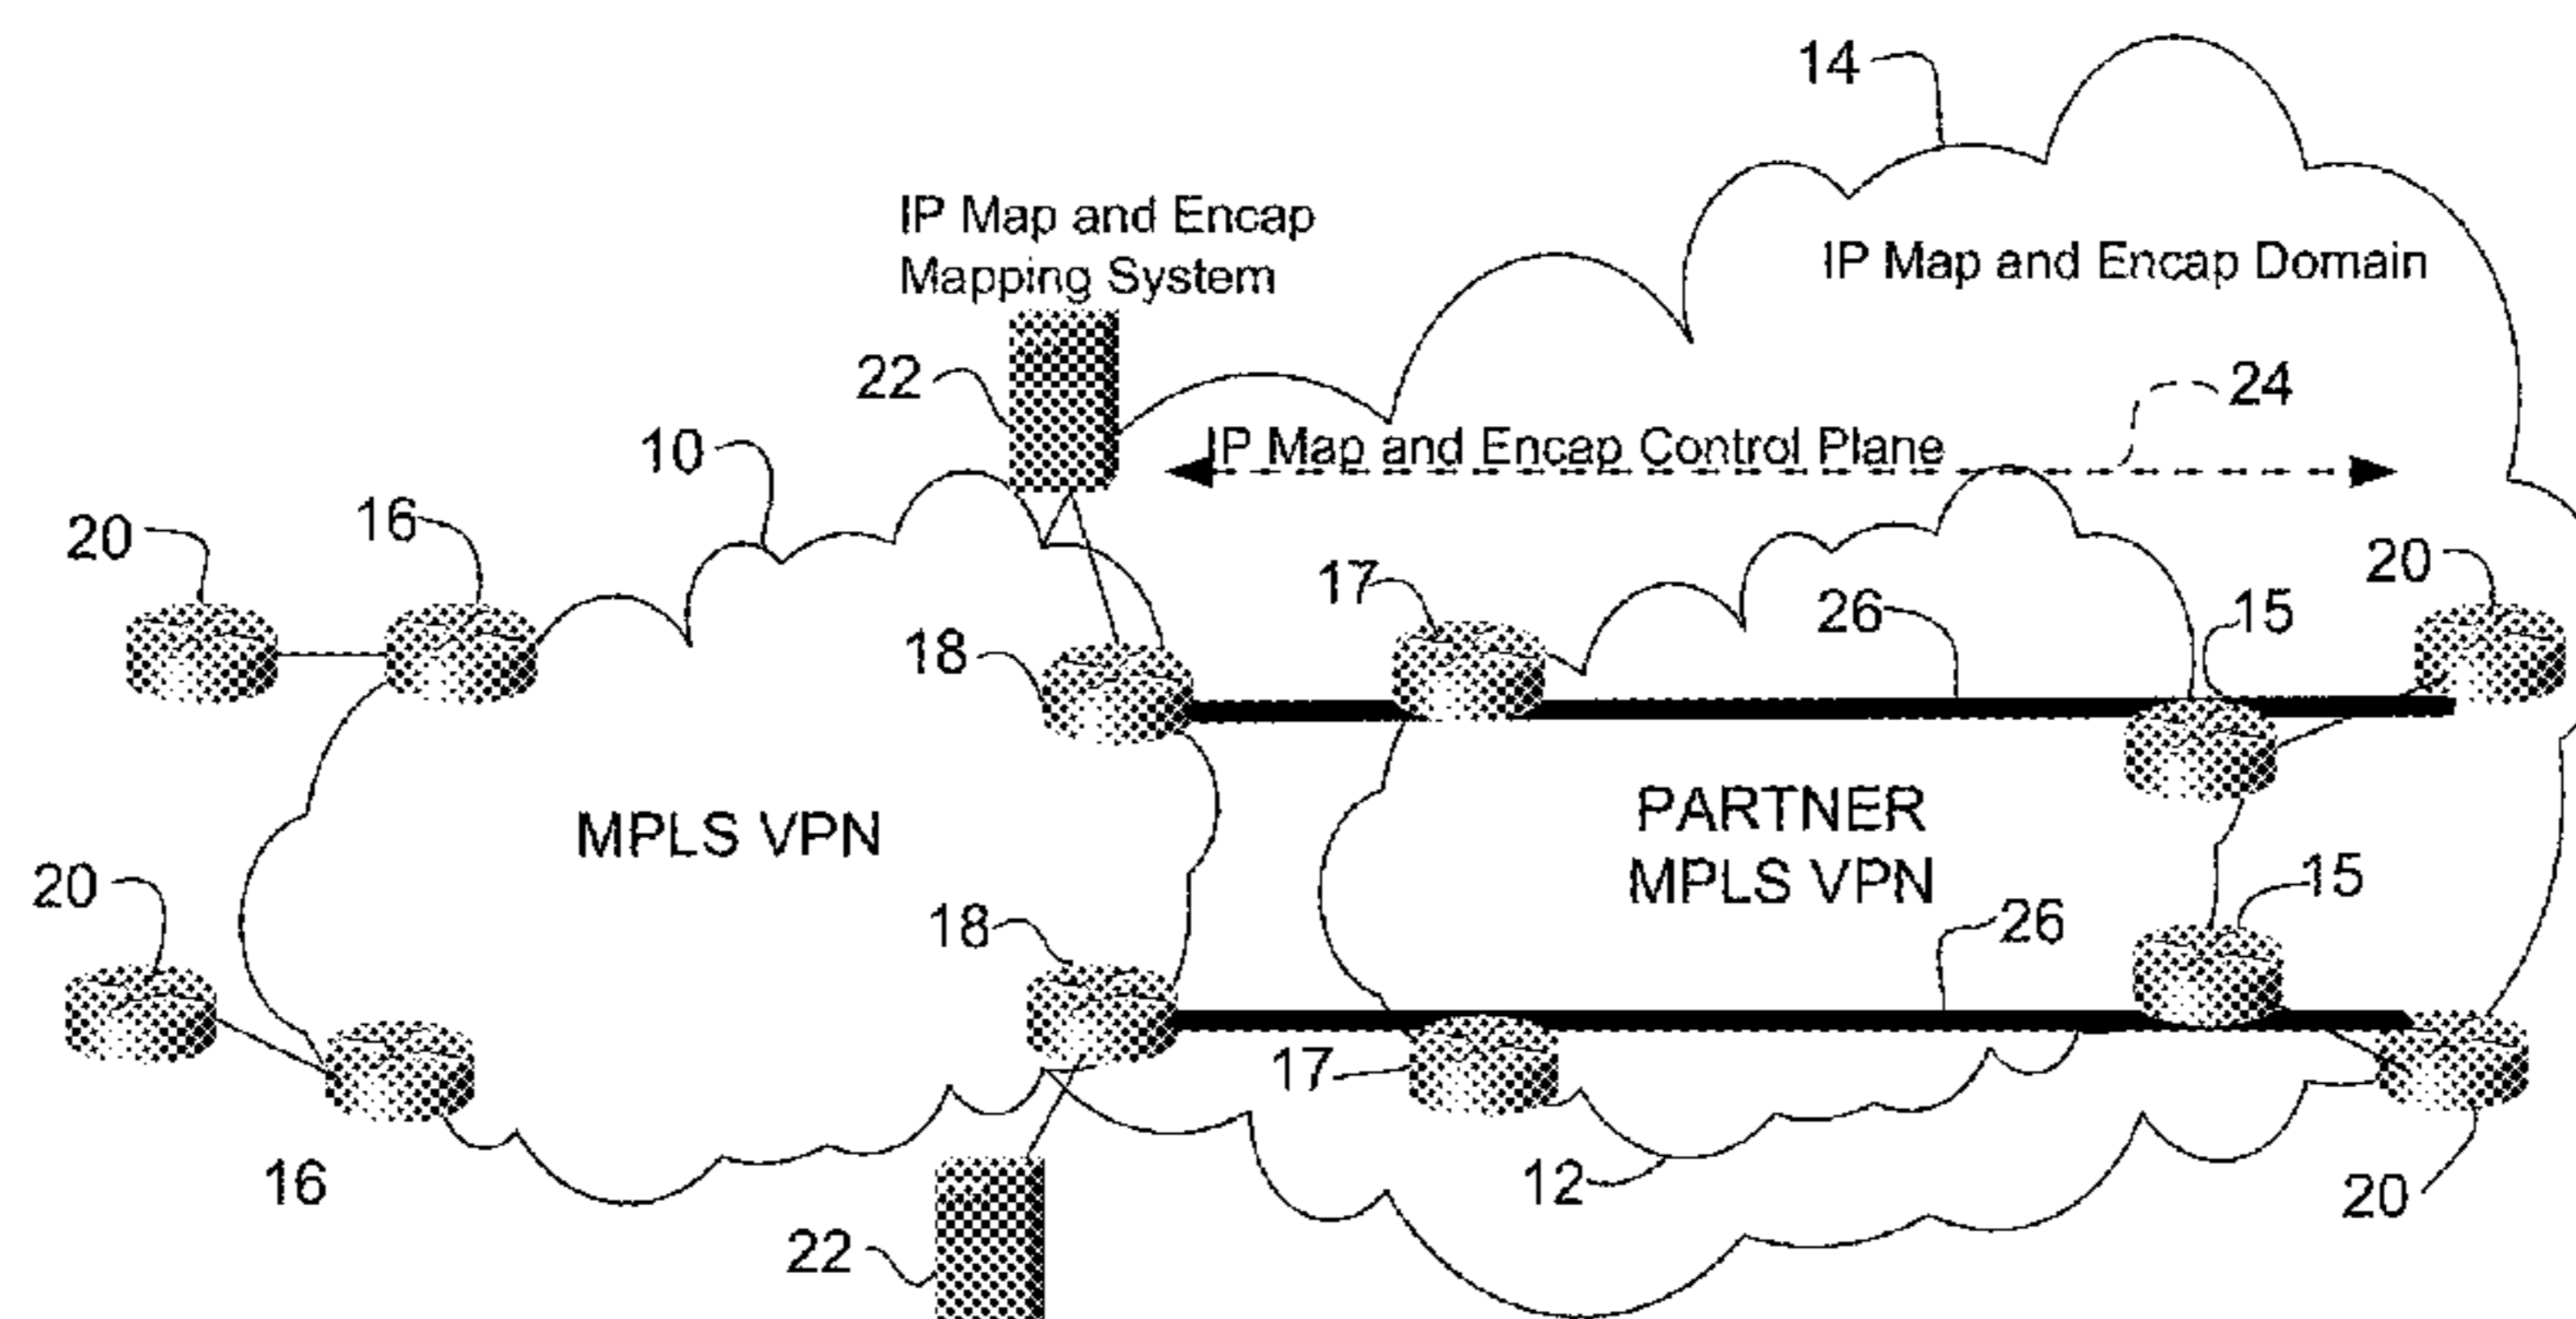 14
IP Map and Encap
Mapping System
IP Map and Encap Domain
22
24
10
IP Map and Encap Control Plane
20
16
17
20
26
15
18
MPLS VPN
PARTNER
MPLS VPN
20
15
18
26
17
16
12
20
22